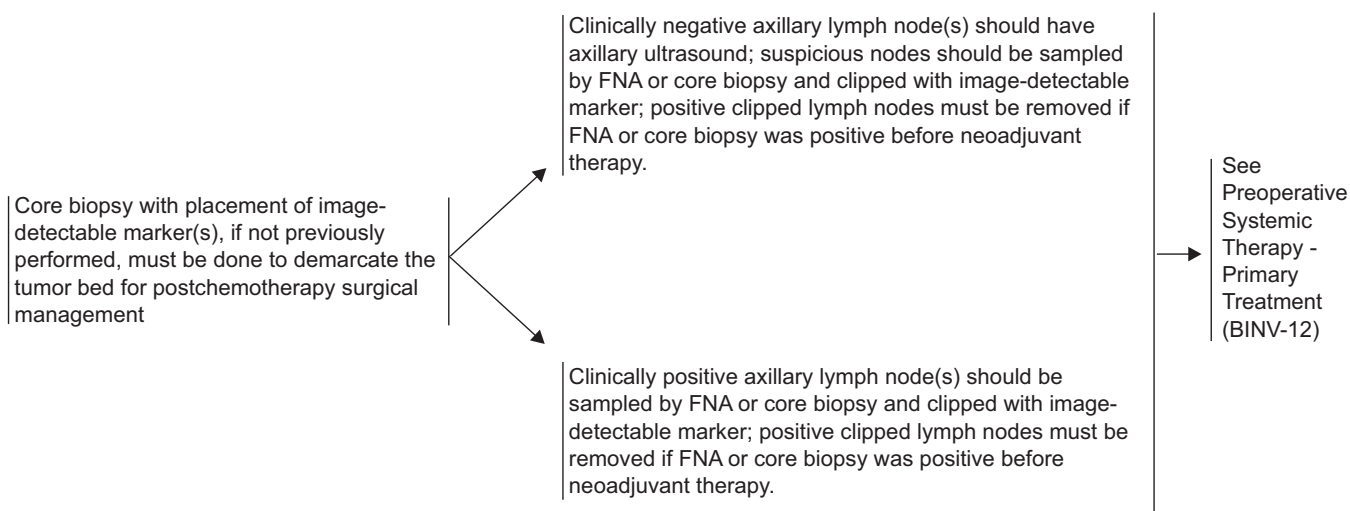 Core biopsy with placement of image-
detectable marker(s), if not previously
performed, must be done to demarcate the
tumor bed for postchemotherapy surgical
management
Clinically negative axillary lymph node(s) should have
axillary ultrasound; suspicious nodes should be sampled
by FNA or core biopsy and clipped with image-detectable
marker; positive clipped lymph nodes must be removed if
FNA or core biopsy was positive before neoadjuvant
therapy.
Clinically positive axillary lymph node(s) should be
sampled by FNA or core biopsy and clipped with image-
detectable marker; positive clipped lymph nodes must be
removed if FNA or core biopsy was positive before
neoadjuvant therapy.
See
Preoperative
Systemic
Therapy -
Primary
Treatment
(BINV-12)